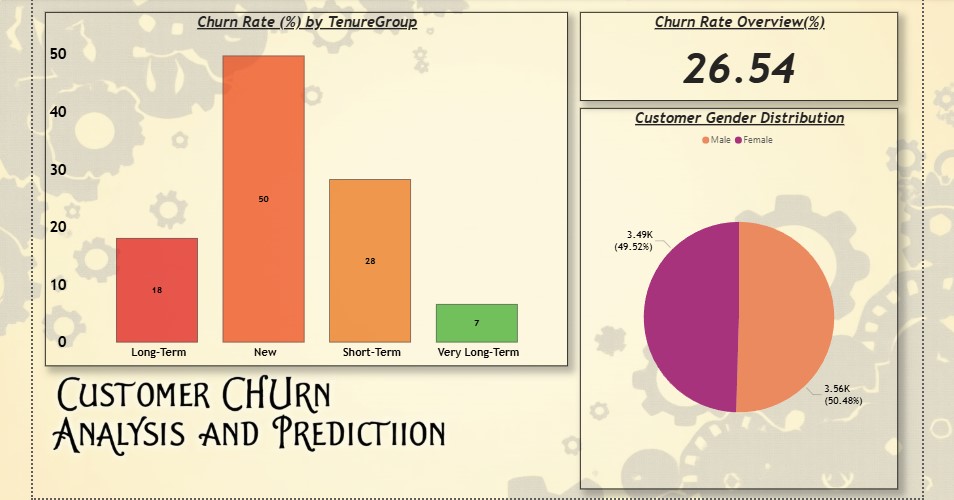 Churn Rate (%) by TenureGroup
50
40
30
20
10
0
18
50
28
7
Long-Term
New
Short-Term
Very Long-Term
Churn Rate Overview(%)
26.54
Customer Gender Distribution
Male Female
3.49K
(49.52%)
3.56K
(50.48%)
Customer CHURN
Analysis and Predictiion